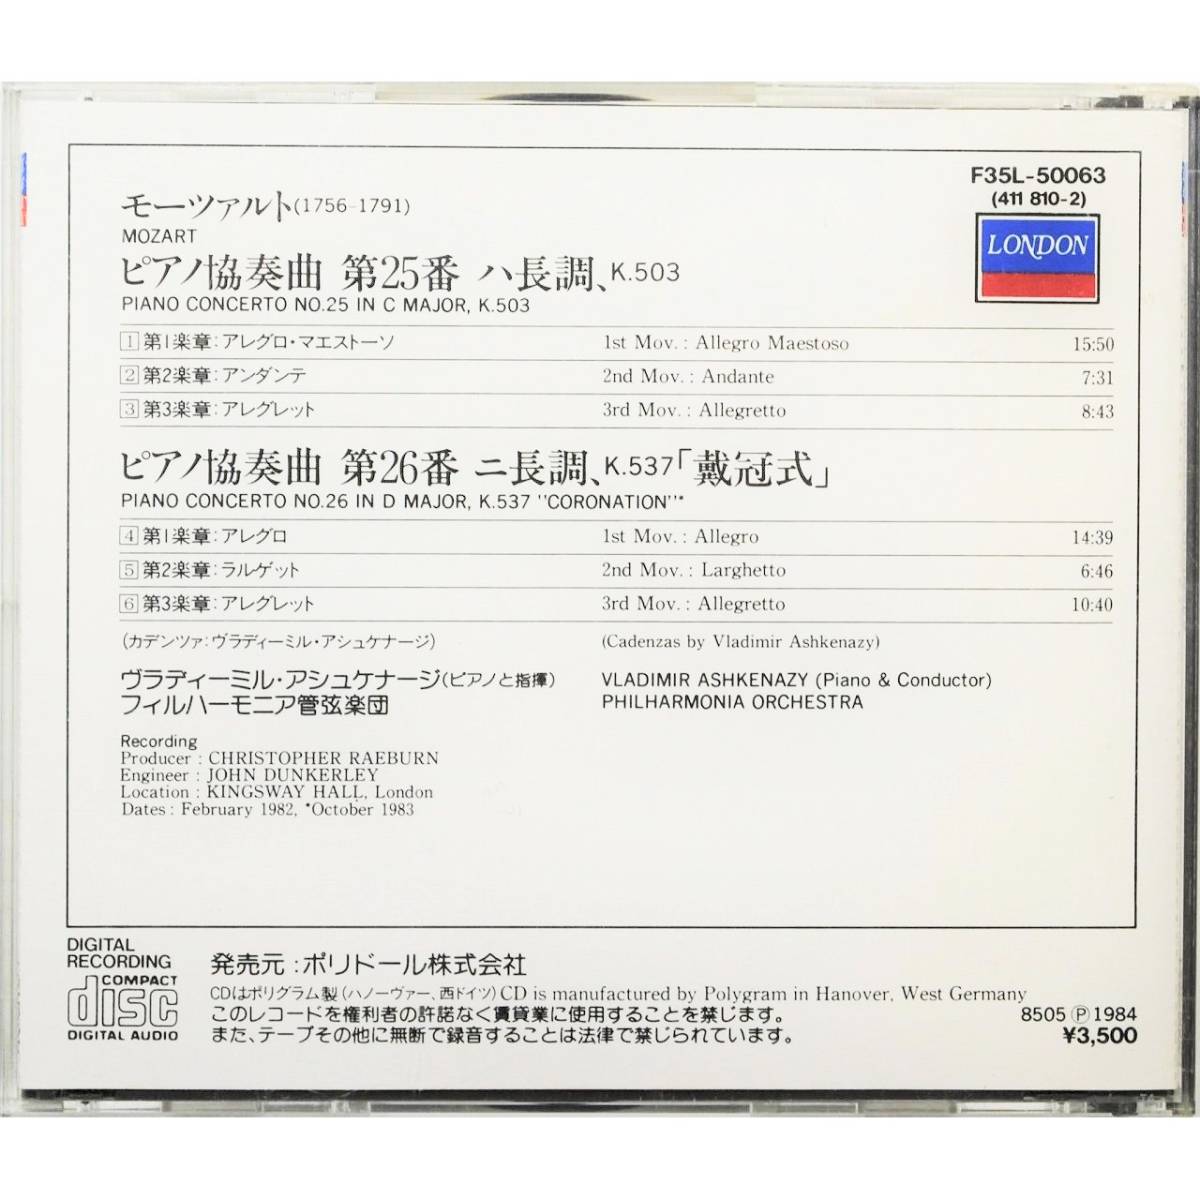 F35L-50063
(411 810-2)
LONDON
モーツァルト(1756-1791)
MOZART
ピアノ協奏曲 第25番 ハ長調、K.503
PIANO CONCERTO NO.25 IN C MAJOR, K.503
1 第1楽章:アレグロ・マエストーソ 1st Mov. : Allegro Maestoso 15:50
2 第2楽章:アンダンテ 2nd Mov. : Andante 7:31
3 第3楽章:アレグレット 3rd Mov. : Allegretto 8:43
ピアノ協奏曲 第26番 ニ長調、K.537「戴冠式」
PIANO CONCERTO NO.26 IN D MAJOR, K.537 "CORONATION"*
4 第1楽章:アレグロ 1st Mov. : Allegro 14:39
5 第2楽章:ラルゲット 2nd Mov. : Larghetto 6:46
6 第3楽章:アレグレット 3rd Mov. : Allegretto 10:40
(カデンツァ:ヴラディーミル・アシュケナージ) (Cadenzas by Vladimir Ashkenazy)
ヴラディーミル・アシュケナージ(ピアノと指揮) VLADIMIR ASHKENAZY (Piano & Conductor)
フィルハーモニア管弦楽団 PHILHARMONIA ORCHESTRA
Recording
Producer : CHRISTOPHER RAEBURN
Engineer : JOHN DUNKERLEY
Location : KINGSWAY HALL, London
Dates : February 1982, *October 1983
DIGITAL
RECORDING
COMPACT
disc
DIGITAL AUDIO
発売元:ポリドール株式会社
CDはポリグラム製(ハノーヴァー、西ドイツ) CD is manufactured by Polygram in Hanover, West Germany
このレコードを権利者の許諾なく賃貸業に使用することを禁じます。
また、テープその他に無断で録音することは法律で禁じられています。
8505 Ⓟ 1984
¥3,500